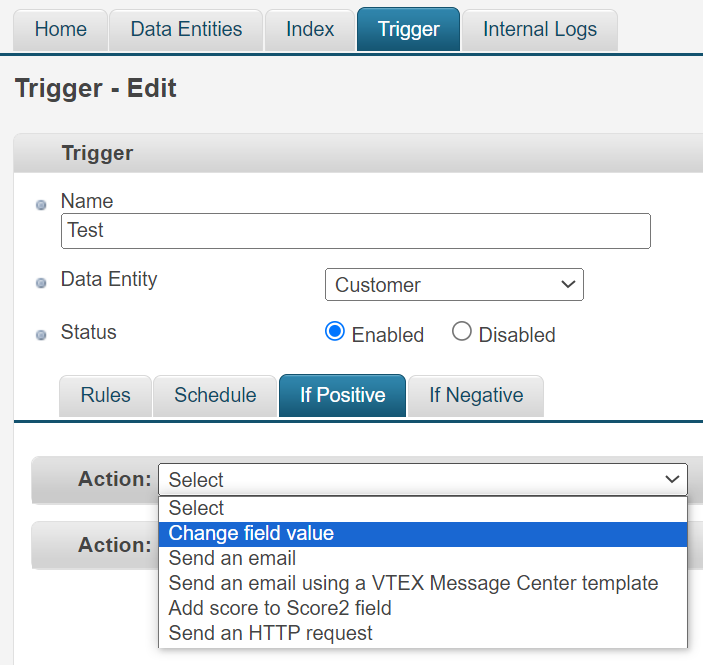 Home Data Entities Index Trigger Internal Logs
Trigger - Edit
Trigger
Name
Test
Data Entity Customer
Status Enabled Disabled
Rules Schedule If Positive If Negative
Action: Select
Select
Change field value
Action: Send an email
Send an email using a VTEX Message Center template
Add score to Score2 field
Send an HTTP request